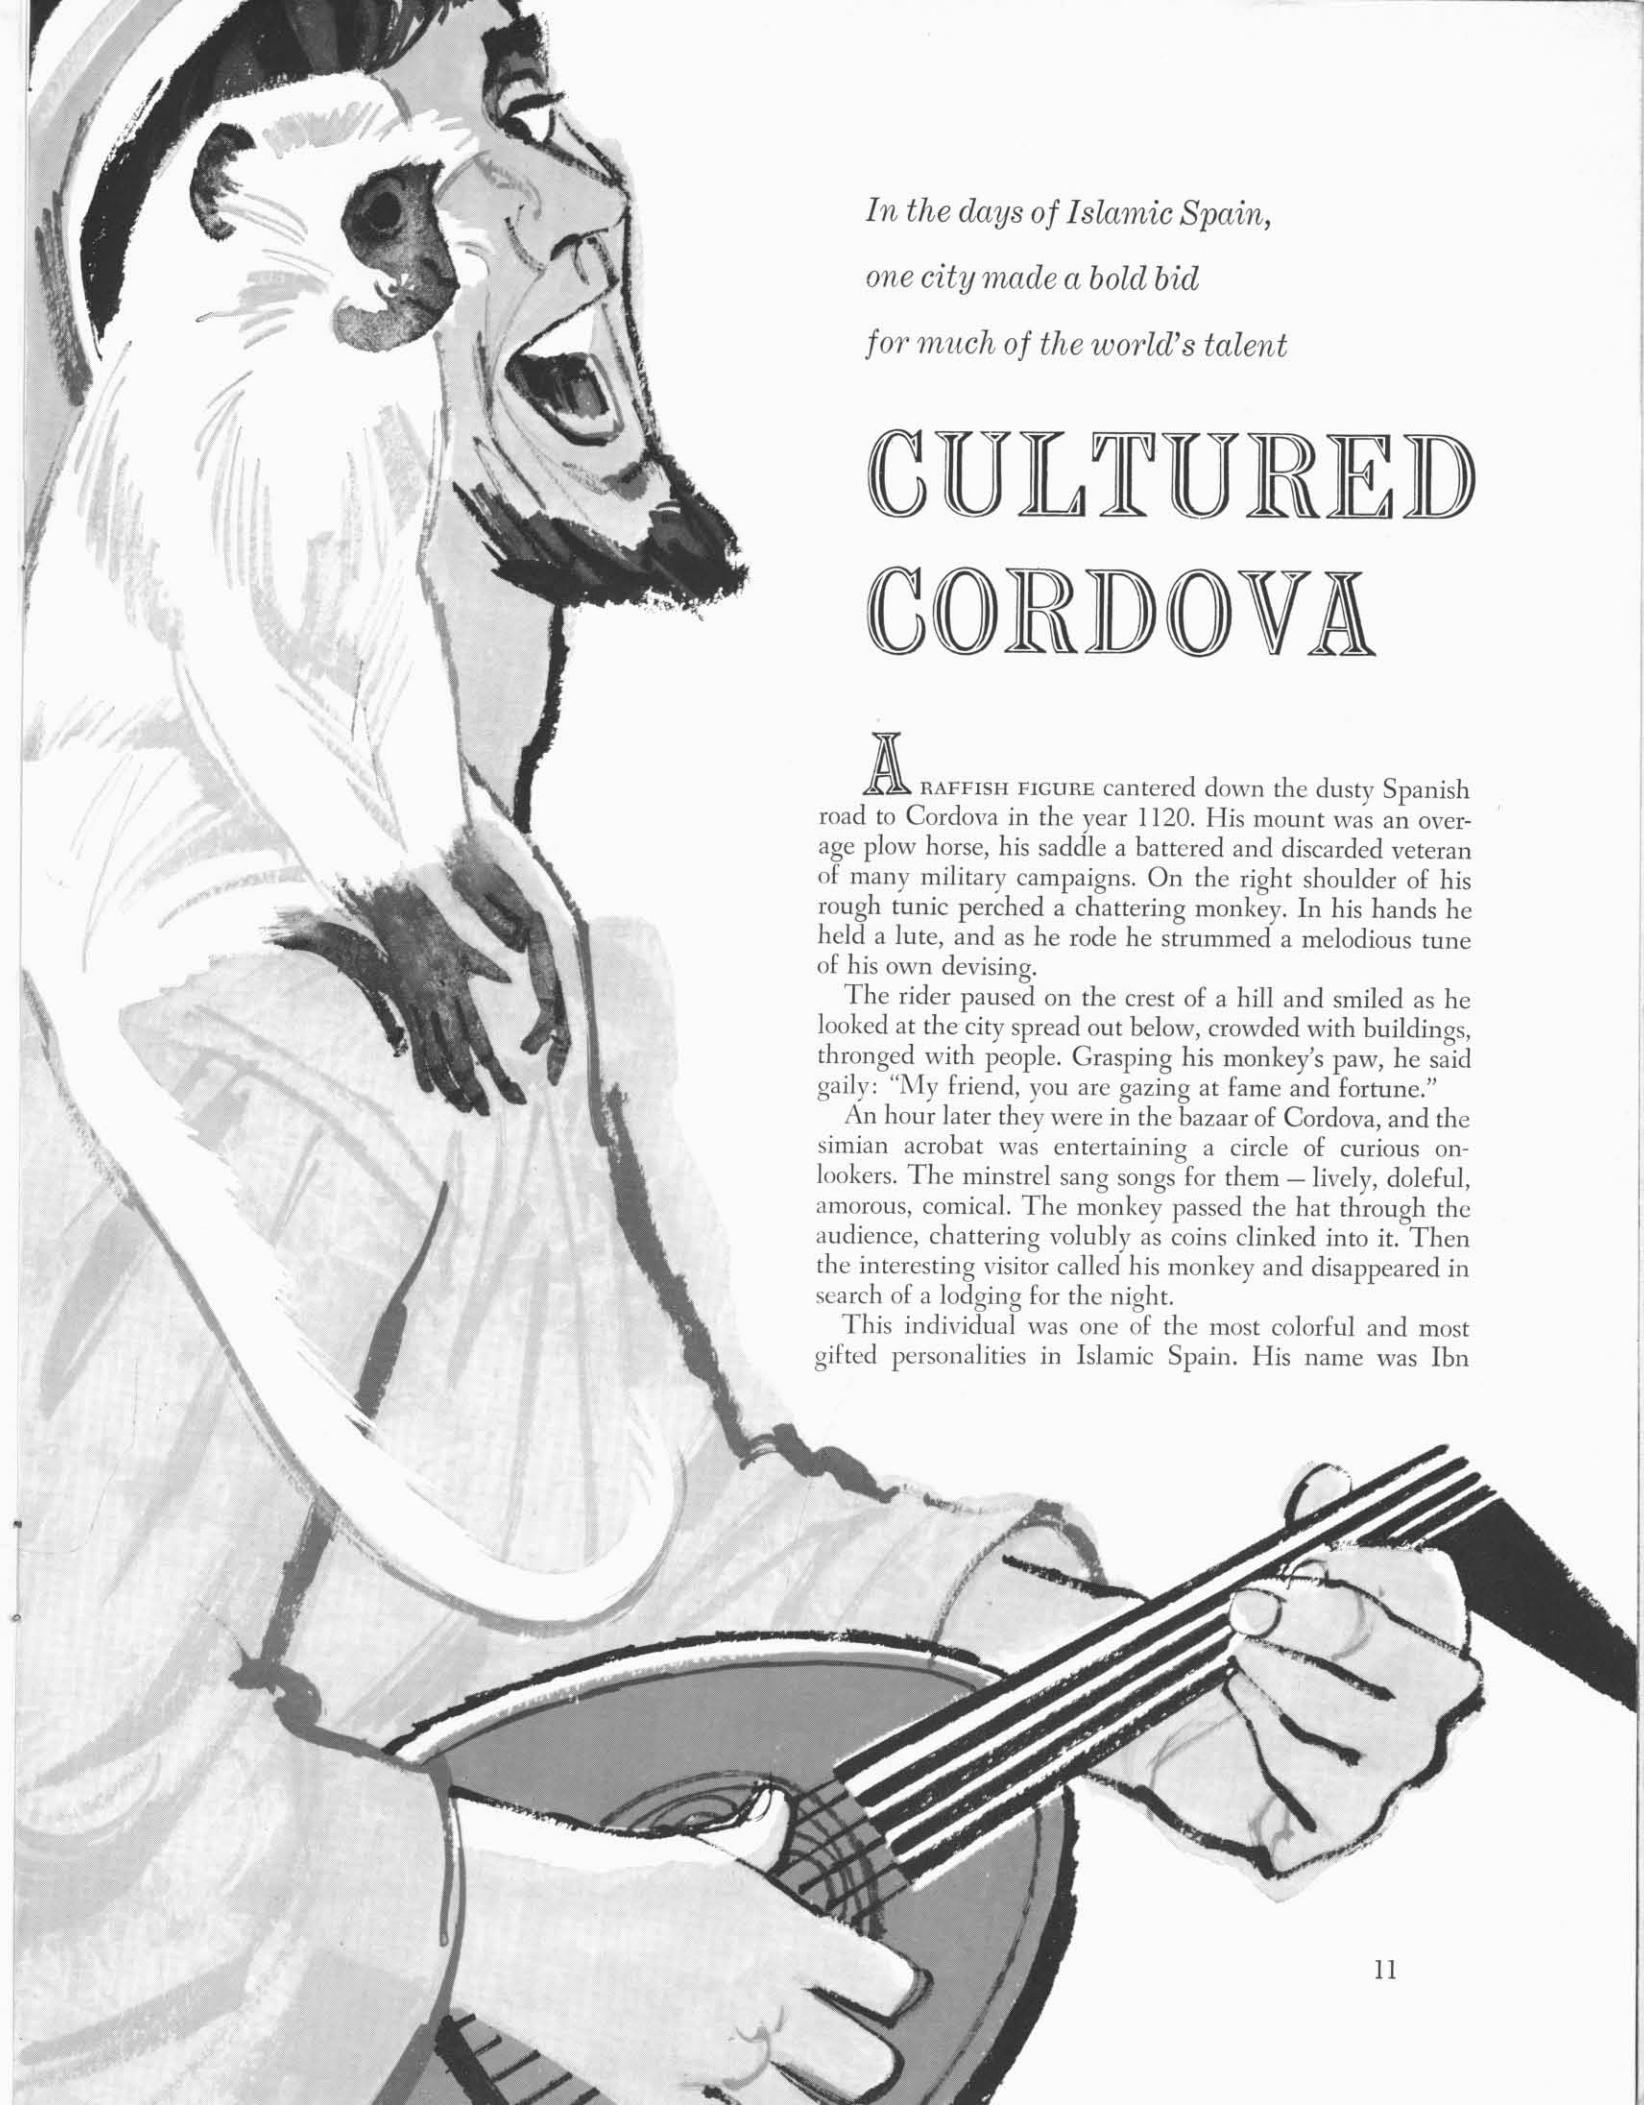 In the days of Islamic Spain,
one city made a bold bid
for much of the world's talent
CULTURED
CORDOVA
A RAFFISH FIGURE cantered down the dusty Spanish
road to Cordova in the year 1120. His mount was an over-
age plow horse, his saddle a battered and discarded veteran
of many military campaigns. On the right shoulder of his
rough tunic perched a chattering monkey. In his hands he
held a lute, and as he rode he strummed a melodious tune
of his own devising.
The rider paused on the crest of a hill and smiled as he
looked at the city spread out below, crowded with buildings,
thronged with people. Grasping his monkey's paw, he said
gaily: “My friend, you are gazing at fame and fortune.”
An hour later they were in the bazaar of Cordova, and the
simian acrobat was entertaining a circle of curious on-
lookers. The minstrel sang songs for them — lively, doleful,
amorous, comical. The monkey passed the hat through the
audience, chattering volubly as coins clinked into it. Then
the interesting visitor called his monkey and disappeared in
search of a lodging for the night.
This individual was one of the most colorful and most
gifted personalities in Islamic Spain. His name was Ibn
11